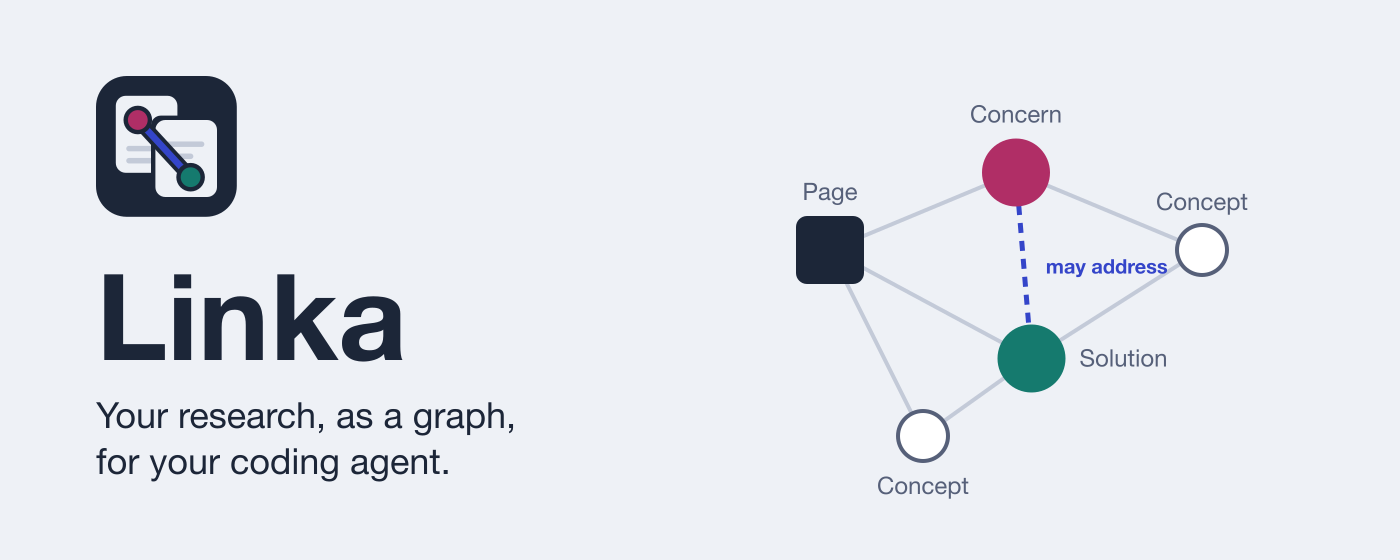 Linka
Your research, as a graph,
for your coding agent.
Concern
Page
Concept
may address
Solution
Concept